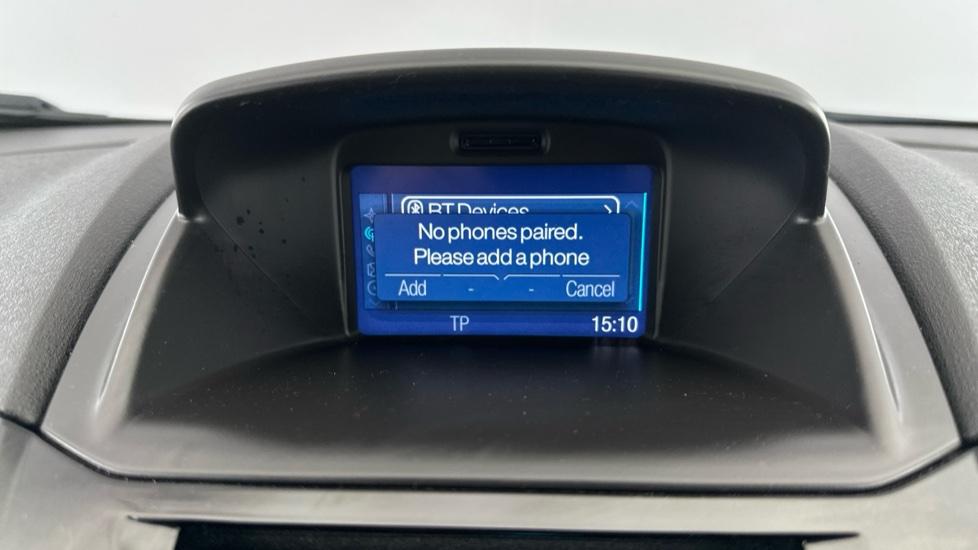 BT Devices
No phones paired.
Please add a phone
Add - - Cancel
TP 15:10